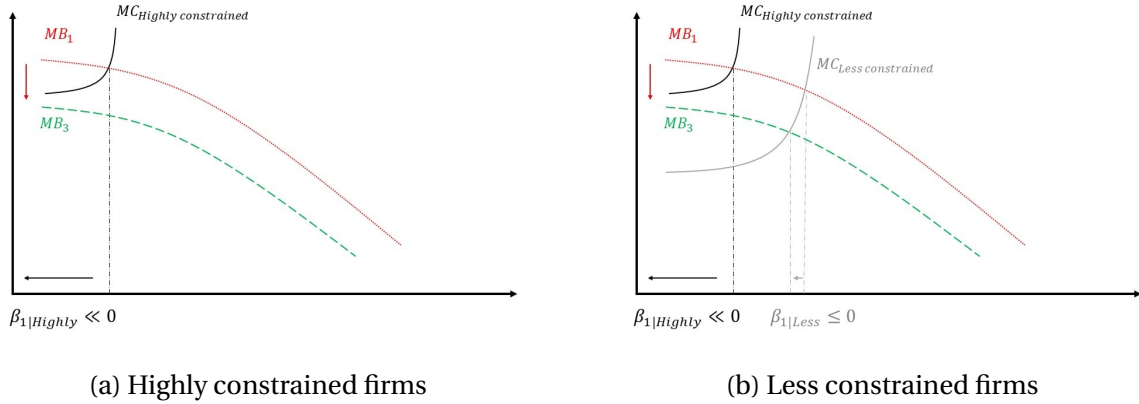 MC_Highly constrained
MB_1
MB_3
β_1|Highly ≪ 0
(a) Highly constrained firms
MC_Highly constrained
MB_1
MC_Less constrained
MB_3
β_1|Highly ≪ 0
β_1|Less ≤ 0
(b) Less constrained firms